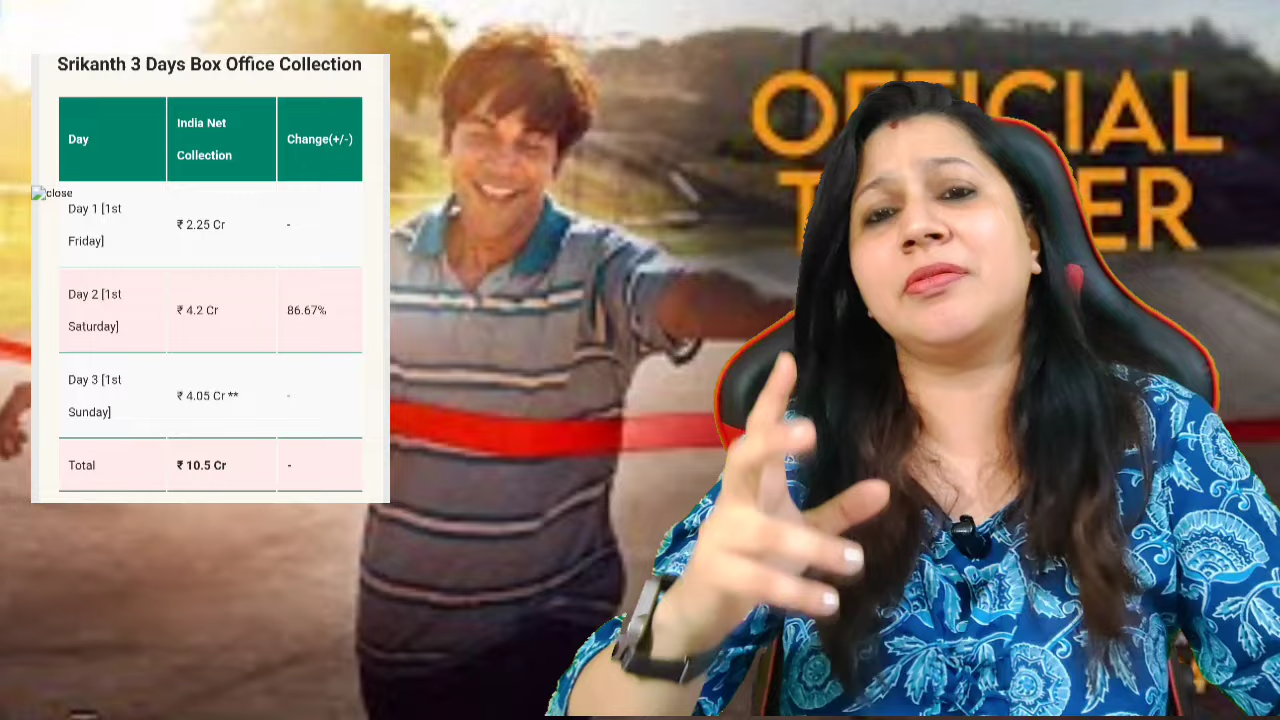 Srikanth 3 Days Box Office Collection
Day
India Net
Collection
Change(+/-)
close
Day 1 [1st
Friday]
₹ 2.25 Cr
-
Day 2 [1st
Saturday]
₹ 4.2 Cr
86.67%
Day 3 [1st
Sunday]
₹ 4.05 Cr **
-
Total
₹ 10.5 Cr
-
OFFICIAL